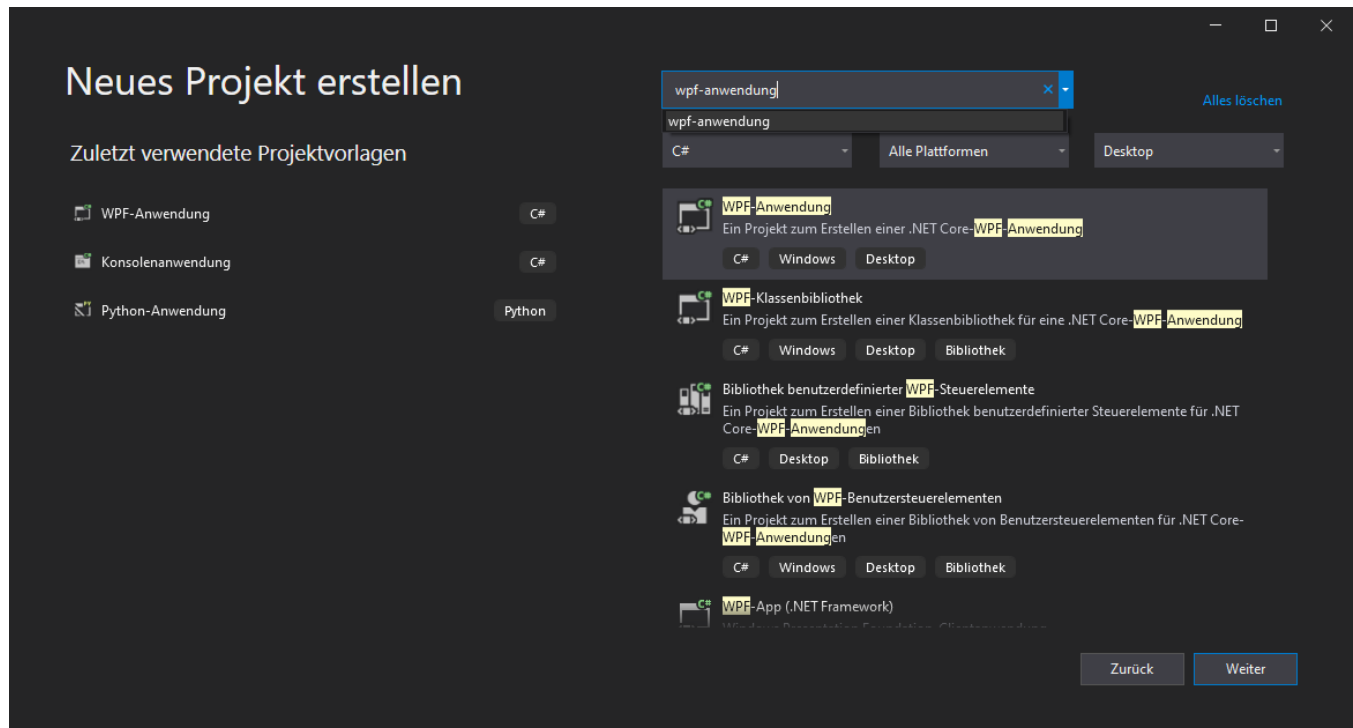 Neues Projekt erstellen
Zuletzt verwendete Projektvorlagen
WPF-Anwendung C#
Konsolenanwendung C#
Python-Anwendung Python
wpf-anwendung
Alles löschen
wpf-anwendung
C# Alle Plattformen Desktop
WPF-Anwendung
Ein Projekt zum Erstellen einer .NET Core-WPF-Anwendung
C# Windows Desktop
WPF-Klassenbibliothek
Ein Projekt zum Erstellen einer Klassenbibliothek für eine .NET Core-WPF-Anwendung
C# Windows Desktop Bibliothek
Bibliothek benutzerdefinierter WPF-Steuerelemente
Ein Projekt zum Erstellen einer Bibliothek benutzerdefinierter Steuerelemente für .NET
Core-WPF-Anwendungen
C# Desktop Bibliothek
Bibliothek von WPF-Benutzersteuerelementen
Ein Projekt zum Erstellen einer Bibliothek von Benutzersteuerelementen für .NET Core-
WPF-Anwendungen
C# Windows Desktop Bibliothek
WPF-App (.NET Framework)
Windows Presentation Foundation-Clientanwendung
Zurück Weiter